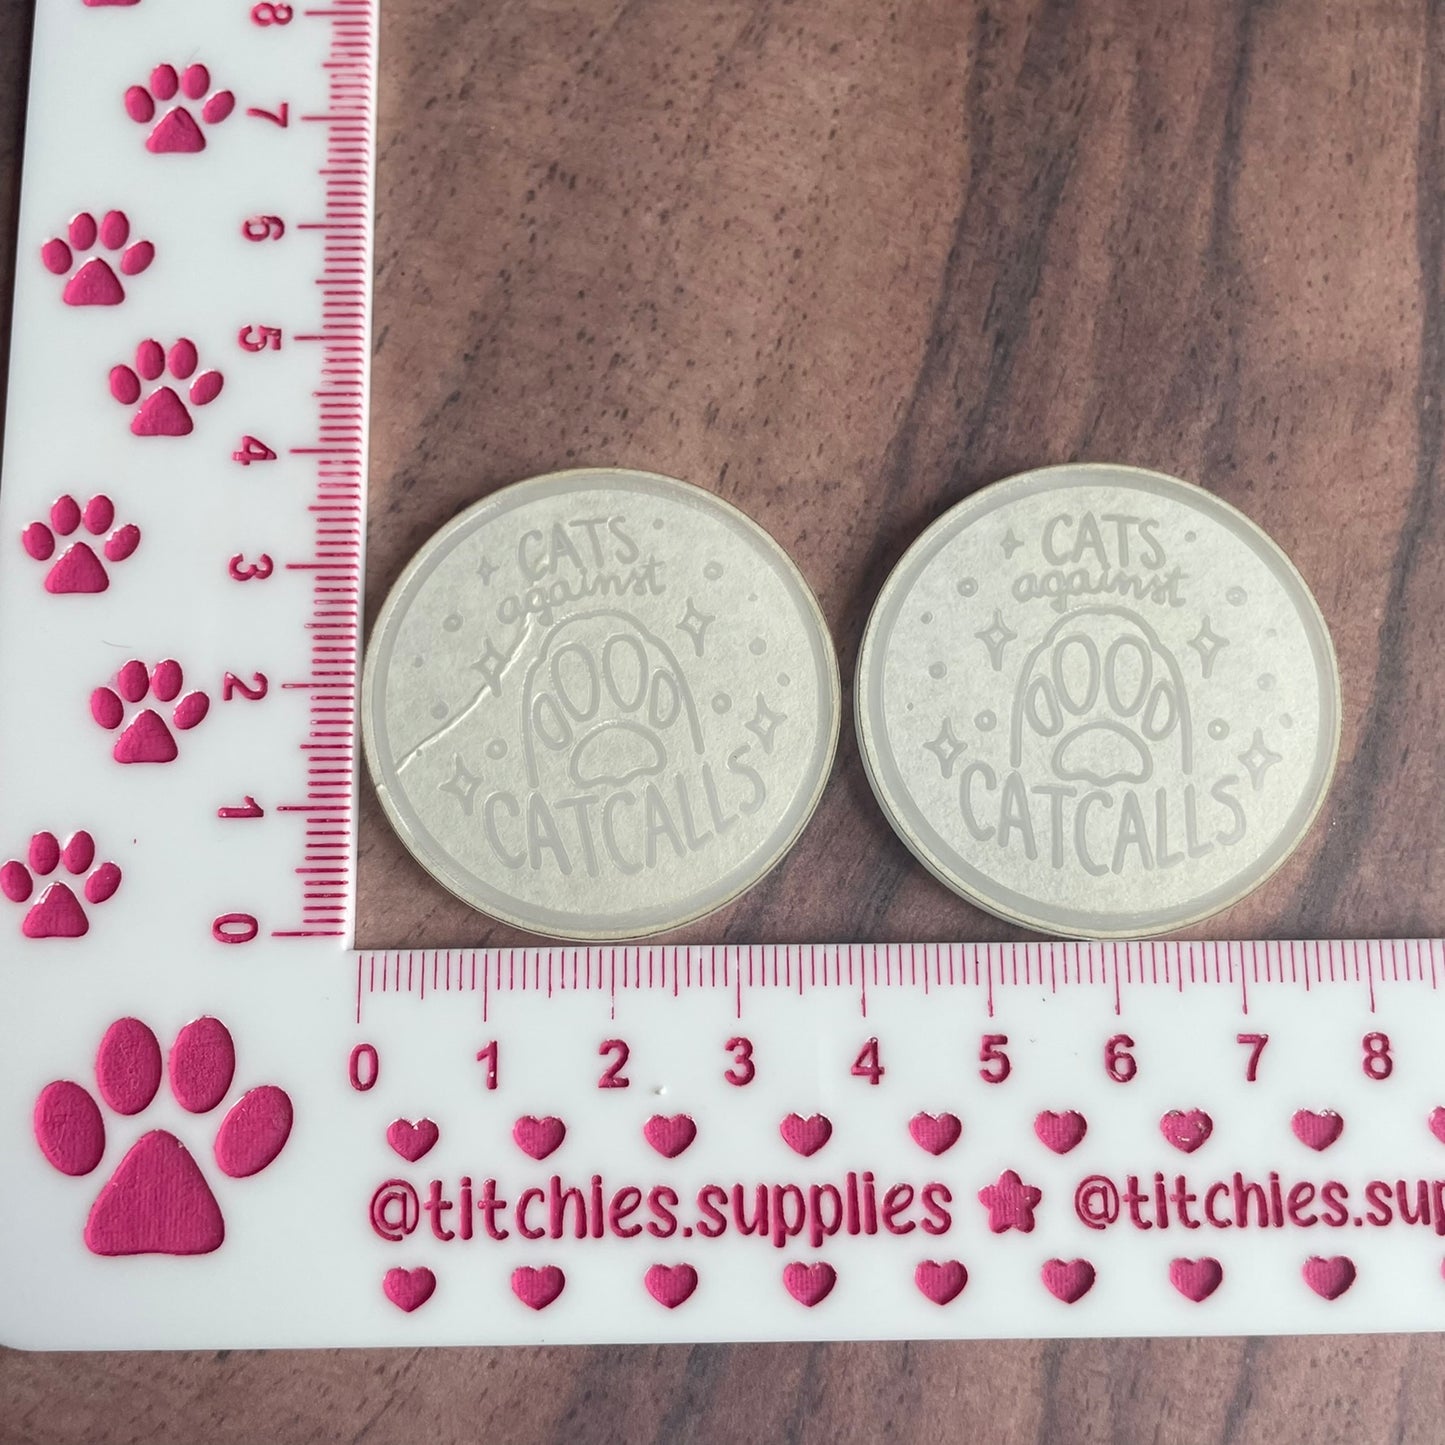 8
7
6
5
4
3
2
1
0
CATS
against
CATCALLS
CATS
against
CATCALLS
0 1 2 3 4 5 6 7 8
@titchies.supplies ★ @titchies.sup